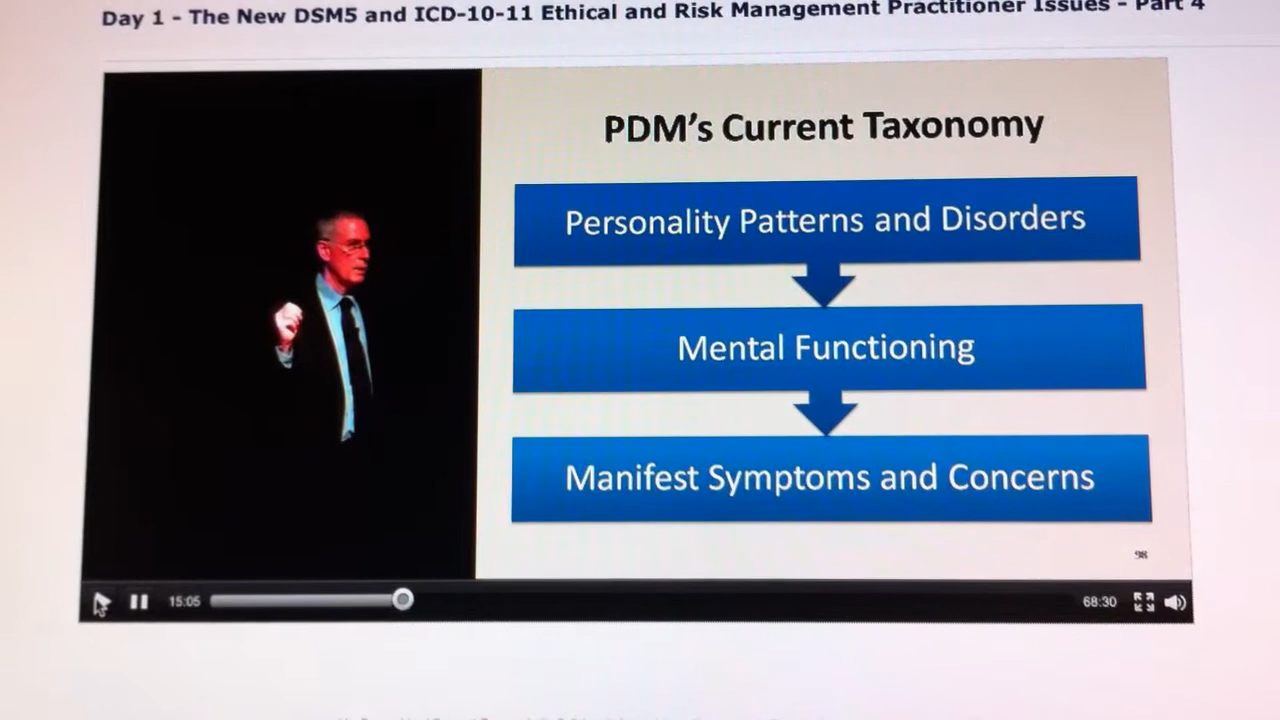 Day 1 - The New DSM5 and ICD-10-11 Ethical and Risk Management Practitioner Issues - Part 4
PDM's Current Taxonomy
Personality Patterns and Disorders
Mental Functioning
Manifest Symptoms and Concerns
98
15:05
68:30